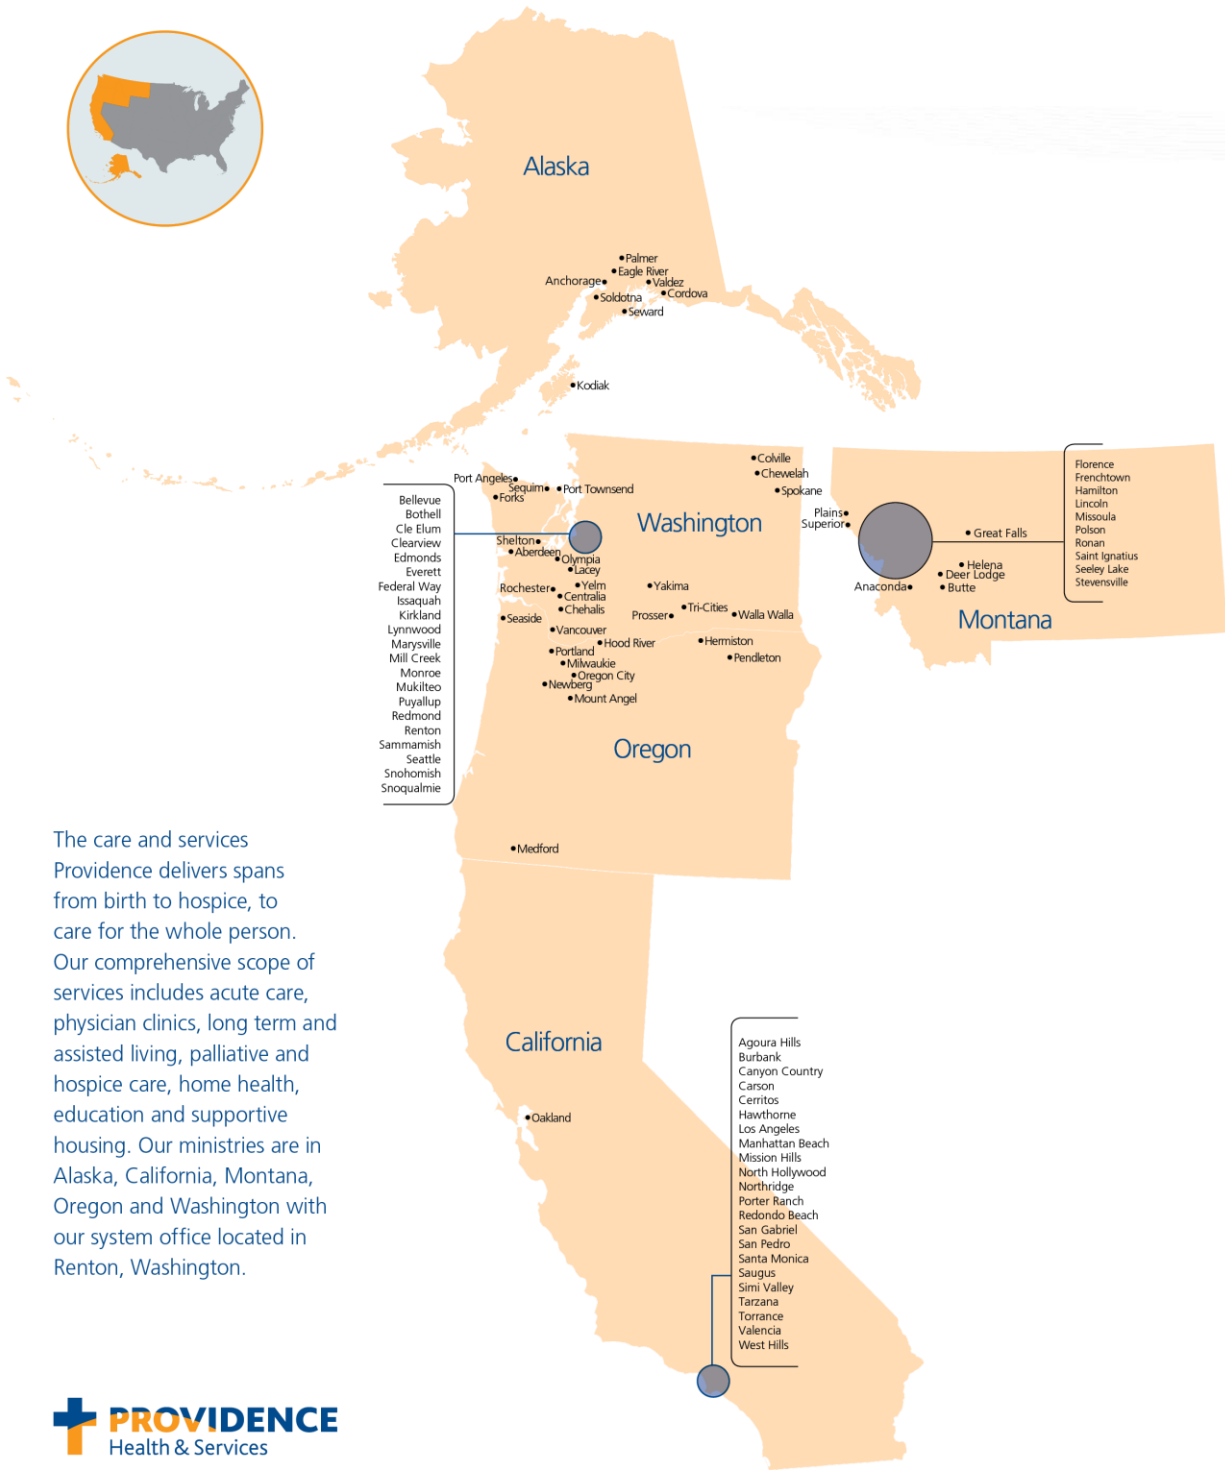 Alaska
Palmer
Eagle River
Anchorage
Valdez
Cordova
Soldotna
Seward
Kodiak
Port Angeles
Sequim
Port Townsend
Forks
Colville
Chewelah
Spokane
Washington
Shelton
Aberdeen
Olympia
Lacey
Rochester
Yelm
Centralia
Chehalis
Yakima
Tri-Cities
Prosser
Walla Walla
Bellevue
Bothell
Cle Elum
Clearview
Edmonds
Everett
Federal Way
Issaquah
Kirkland
Lynnwood
Marysville
Mill Creek
Monroe
Mukilteo
Puyallup
Redmond
Renton
Sammamish
Seattle
Snohomish
Snoqualmie
Seaside
Vancouver
Hood River
Portland
Milwaukie
Oregon City
Newberg
Mount Angel
Hermiston
Pendleton
Oregon
Medford
Plains
Superior
Great Falls
Helena
Deer Lodge
Anaconda
Butte
Montana
Florence
Frenchtown
Hamilton
Lincoln
Missoula
Polson
Ronan
Saint Ignatius
Seeley Lake
Stevensville
California
Oakland
Agoura Hills
Burbank
Canyon Country
Carson
Cerritos
Hawthorne
Los Angeles
Manhattan Beach
Mission Hills
North Hollywood
Northridge
Porter Ranch
Redondo Beach
San Gabriel
San Pedro
Santa Monica
Saugus
Simi Valley
Tarzana
Torrance
Valencia
West Hills
The care and services
Providence delivers spans
from birth to hospice, to
care for the whole person.
Our comprehensive scope of
services includes acute care,
physician clinics, long term and
assisted living, palliative and
hospice care, home health,
education and supportive
housing. Our ministries are in
Alaska, California, Montana,
Oregon and Washington with
our system office located in
Renton, Washington.
PROVIDENCE
Health & Services